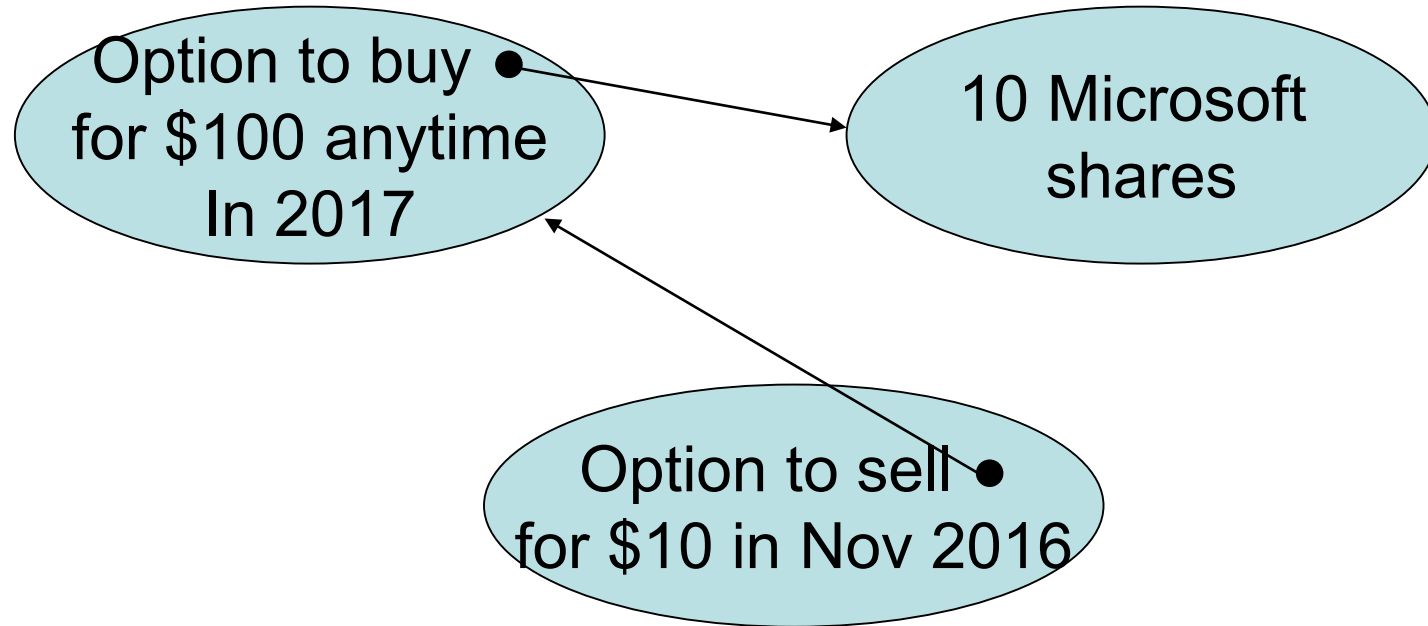 Option to buy
for $100 anytime
In 2017
10 Microsoft
shares
Option to sell
for $10 in Nov 2016